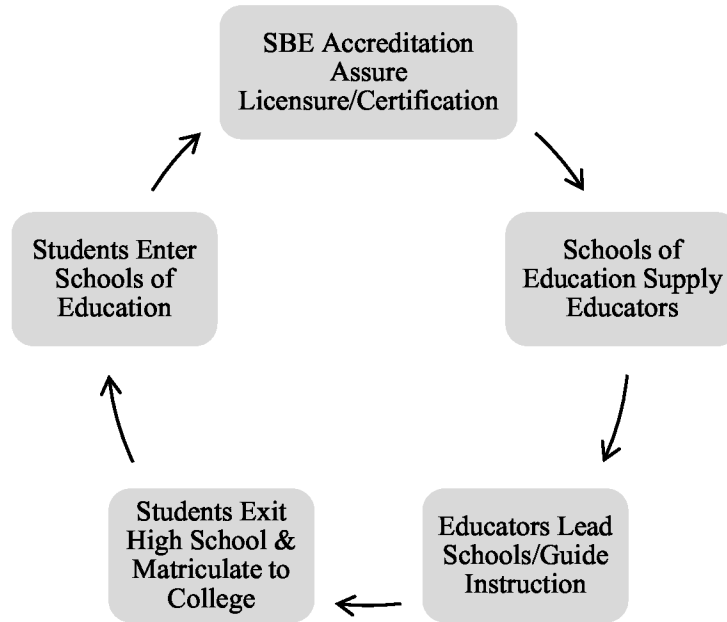 SBE Accreditation
Assure
Licensure/Certification
Schools of
Education Supply
Educators
Educators Lead
Schools/Guide
Instruction
Students Exit
High School &
Matriculate to
College
Students Enter
Schools of
Education